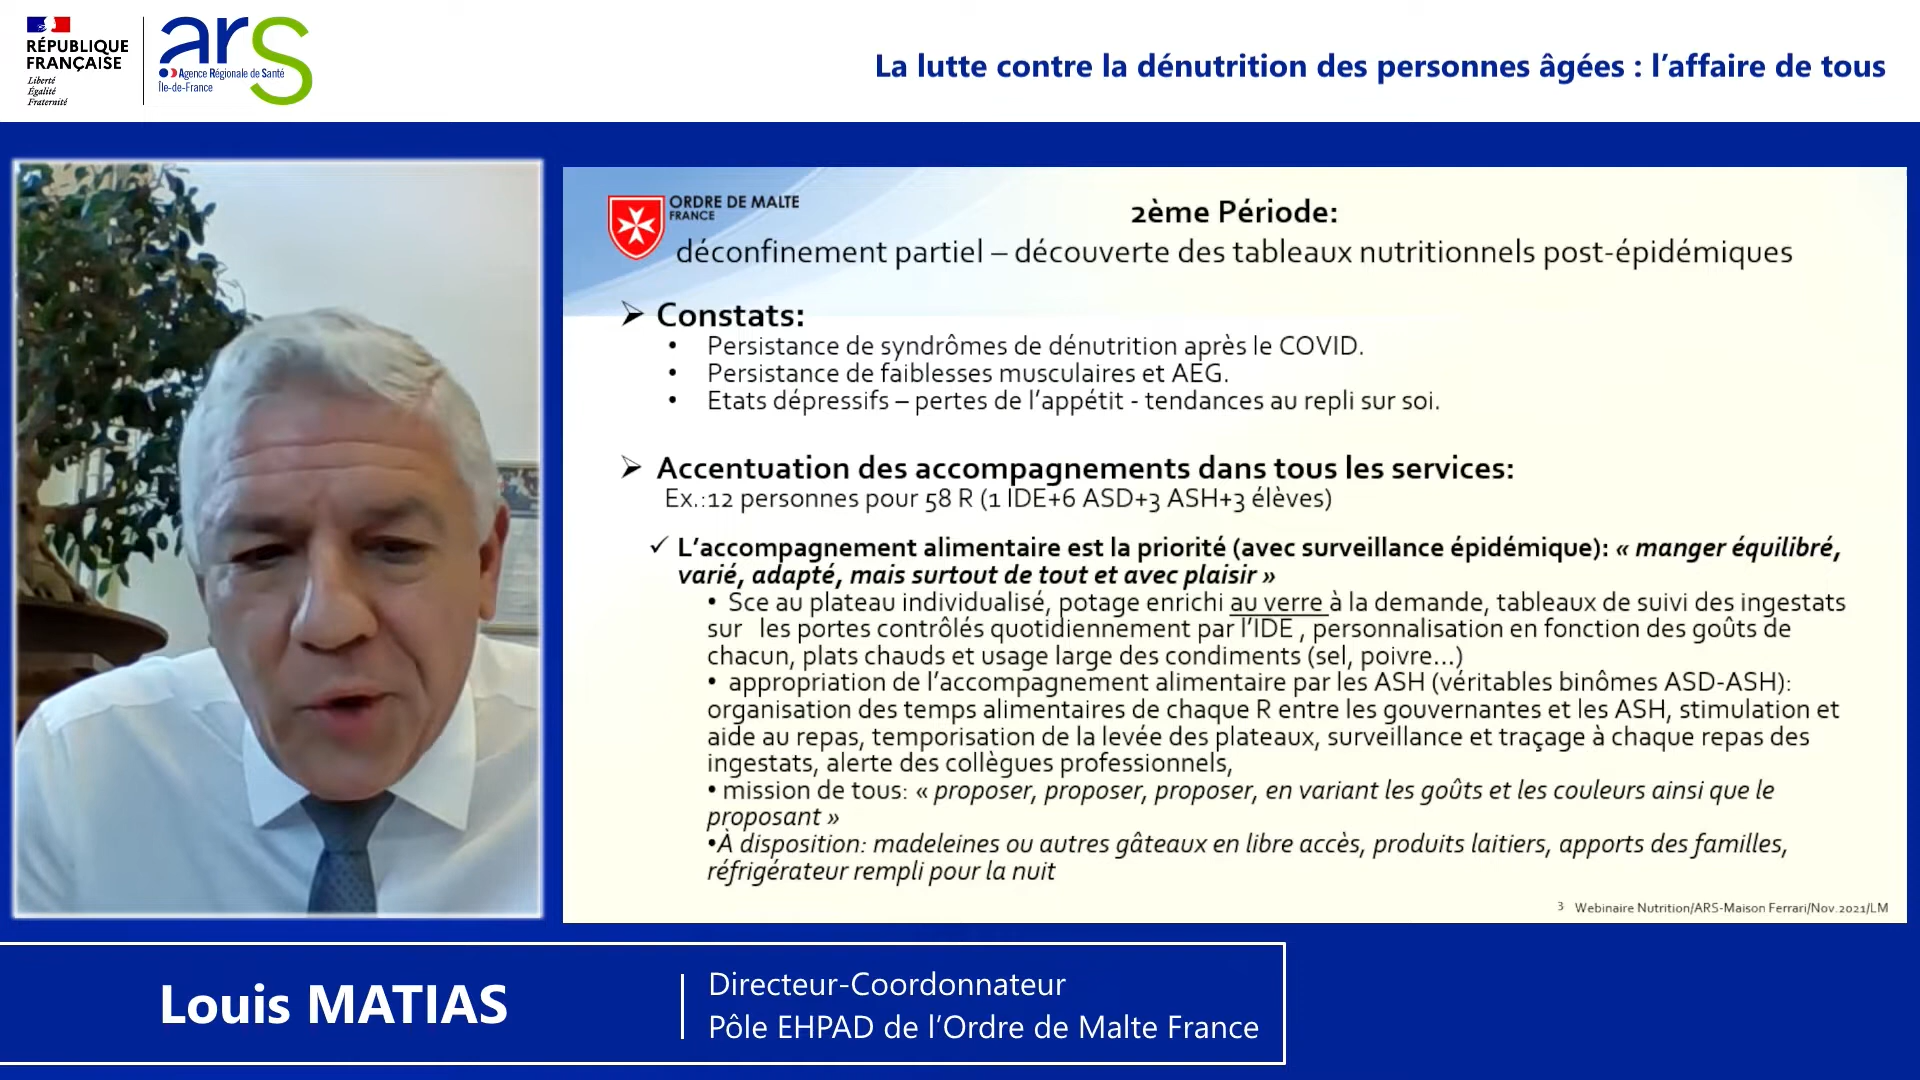 RÉPUBLIQUE
FRANÇAISE
Liberté
Égalité
Fraternité
ars
Agence Régionale de Santé
Île-de-France
La lutte contre la dénutrition des personnes âgées : l’affaire de tous
ORDRE DE MALTE
FRANCE
2ème Période:
déconfinement partiel – découverte des tableaux nutritionnels post-épidémiques
➢ Constats:
• Persistance de syndrômes de dénutrition après le COVID.
• Persistance de faiblesses musculaires et AEG.
• Etats dépressifs – pertes de l’appétit - tendances au repli sur soi.
➢ Accentuation des accompagnements dans tous les services:
Ex.:12 personnes pour 58 R (1 IDE+6 ASD+3 ASH+3 élèves)
✓ L’accompagnement alimentaire est la priorité (avec surveillance épidémique): « manger équilibré,
varié, adapté, mais surtout de tout et avec plaisir »
• Sce au plateau individualisé, potage enrichi au verre à la demande, tableaux de suivi des ingestats
sur les portes contrôlés quotidiennement par l’IDE , personnalisation en fonction des goûts de
chacun, plats chauds et usage large des condiments (sel, poivre...)
• appropriation de l’accompagnement alimentaire par les ASH (véritables binômes ASD-ASH):
organisation des temps alimentaires de chaque R entre les gouvernantes et les ASH, stimulation et
aide au repas, temporisation de la levée des plateaux, surveillance et traçage à chaque repas des
ingestats, alerte des collègues professionnels,
• mission de tous: « proposer, proposer, proposer, en variant les goûts et les couleurs ainsi que le
proposant »
•À disposition: madeleines ou autres gâteaux en libre accès, produits laitiers, apports des familles,
réfrigérateur rempli pour la nuit
3 Webinaire Nutrition/ARS-Maison Ferrari/Nov.2021/LM
Louis MATIAS
Directeur-Coordonnateur
Pôle EHPAD de l’Ordre de Malte France